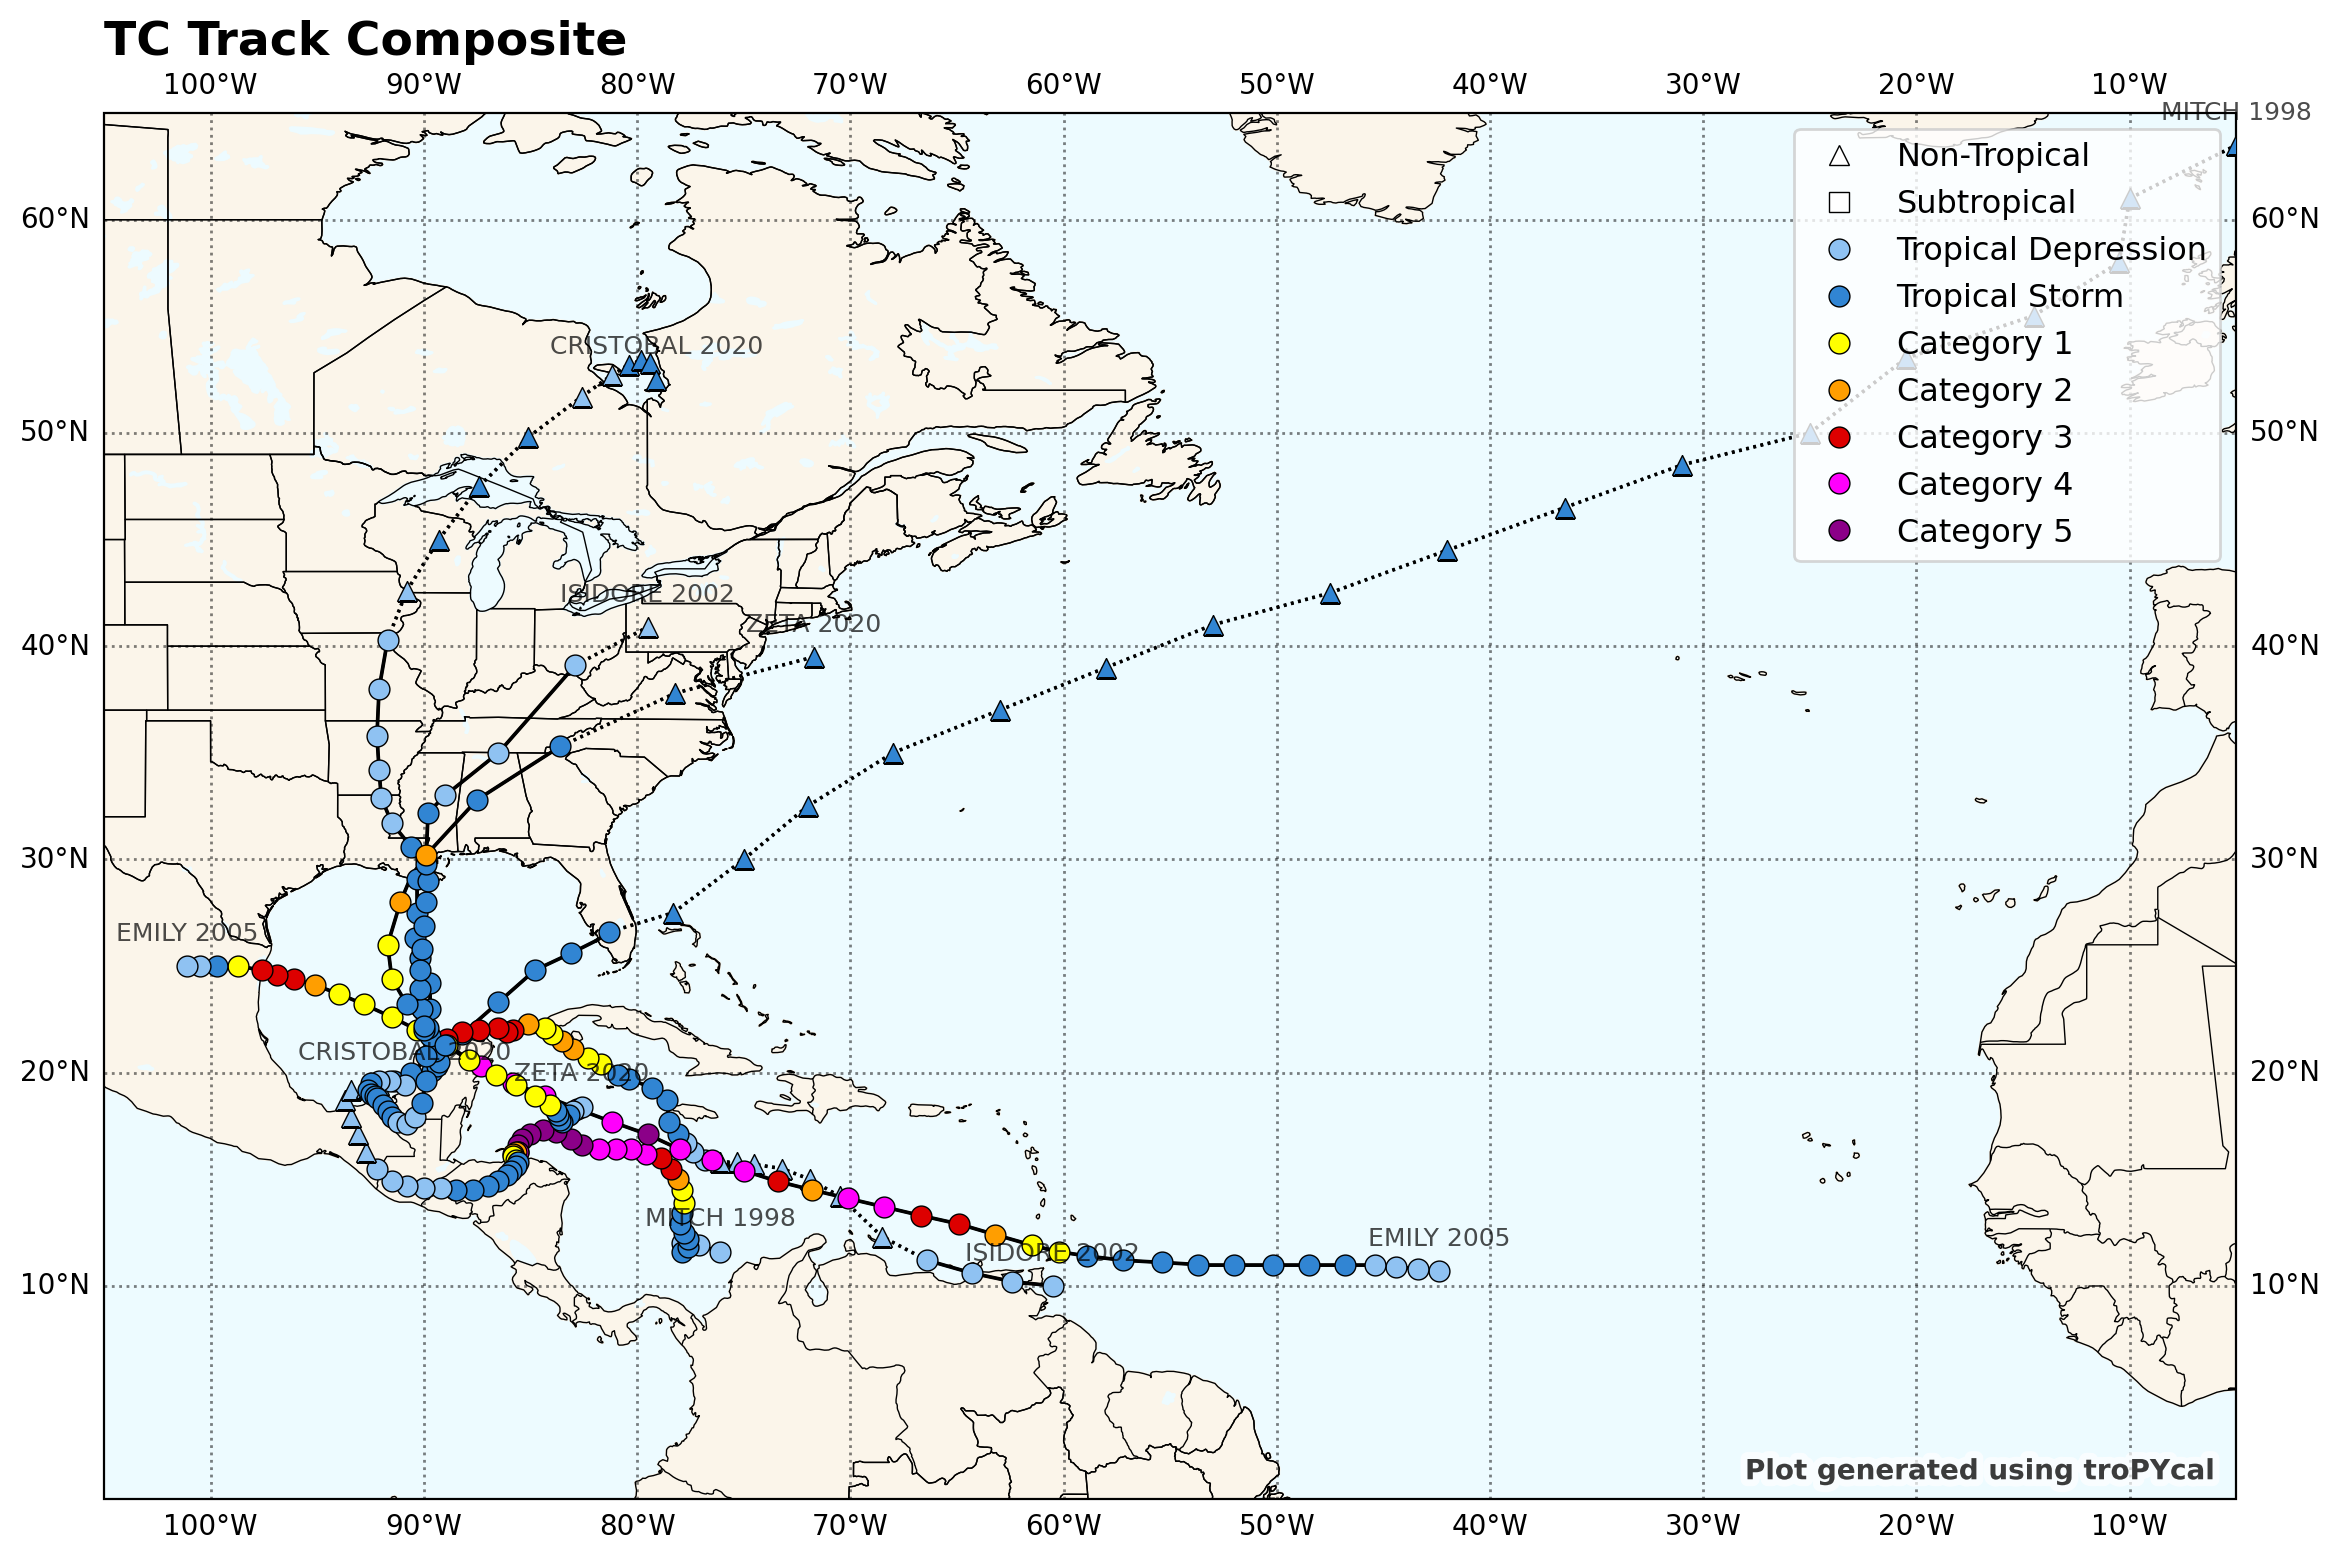 TC Track Composite
100°W 90°W 80°W 70°W 60°W 50°W 40°W 30°W 20°W 10°W
MITCH 1998
Non-Tropical
Subtropical
60°N 60°N
Tropical Depression
Tropical Storm
CRISTOBAL 2020
Category 1
Category 2
50°N 50°N
Category 3
Category 4
Category 5
ISIDORE 2002
ZETA 2020
40°N 40°N
30°N 30°N
EMILY 2005
CRISTOBAL 2020
ZETA 2020
20°N 20°N
MITCH 1998
EMILY 2005
ISIDORE 2002
10°N 10°N
Plot generated using troPYcal
100°W 90°W 80°W 70°W 60°W 50°W 40°W 30°W 20°W 10°W